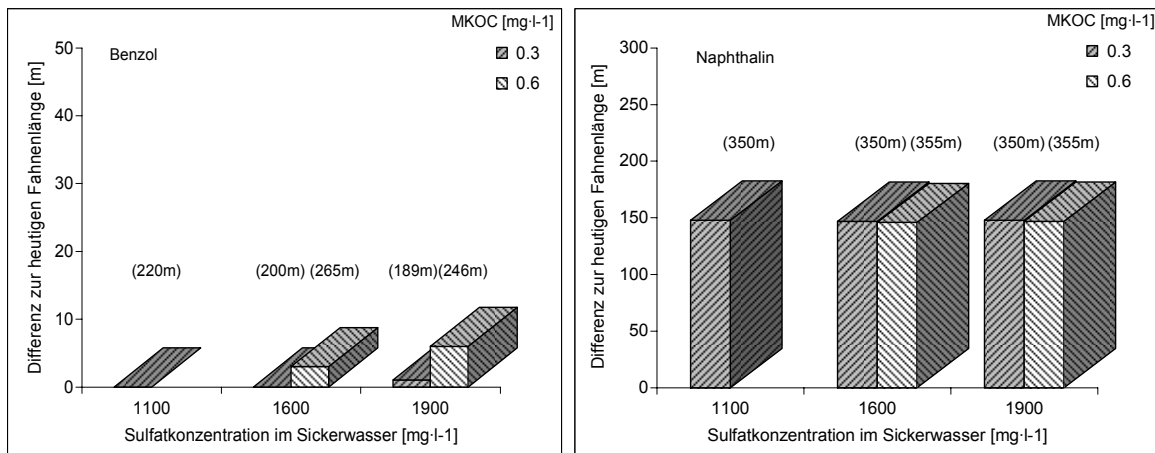 MKOC [mg·l-1]
0.3
0.6
Benzol
Differenz zur heutigen Fahnenlänge [m]
50
40
30
20
10
0
(220m)
(200m) (265m)
(189m)(246m)
1100 1600 1900
Sulfatkonzentration im Sickerwasser [mg·l-1]
MKOC [mg·l-1]
0.3
0.6
Naphthalin
Differenz zur heutigen Fahnenlänge [m]
300
250
200
150
100
50
0
(350m) (350m) (355m) (350m) (355m)
1100 1600 1900
Sulfatkonzentration im Sickerwasser [mg·l-1]